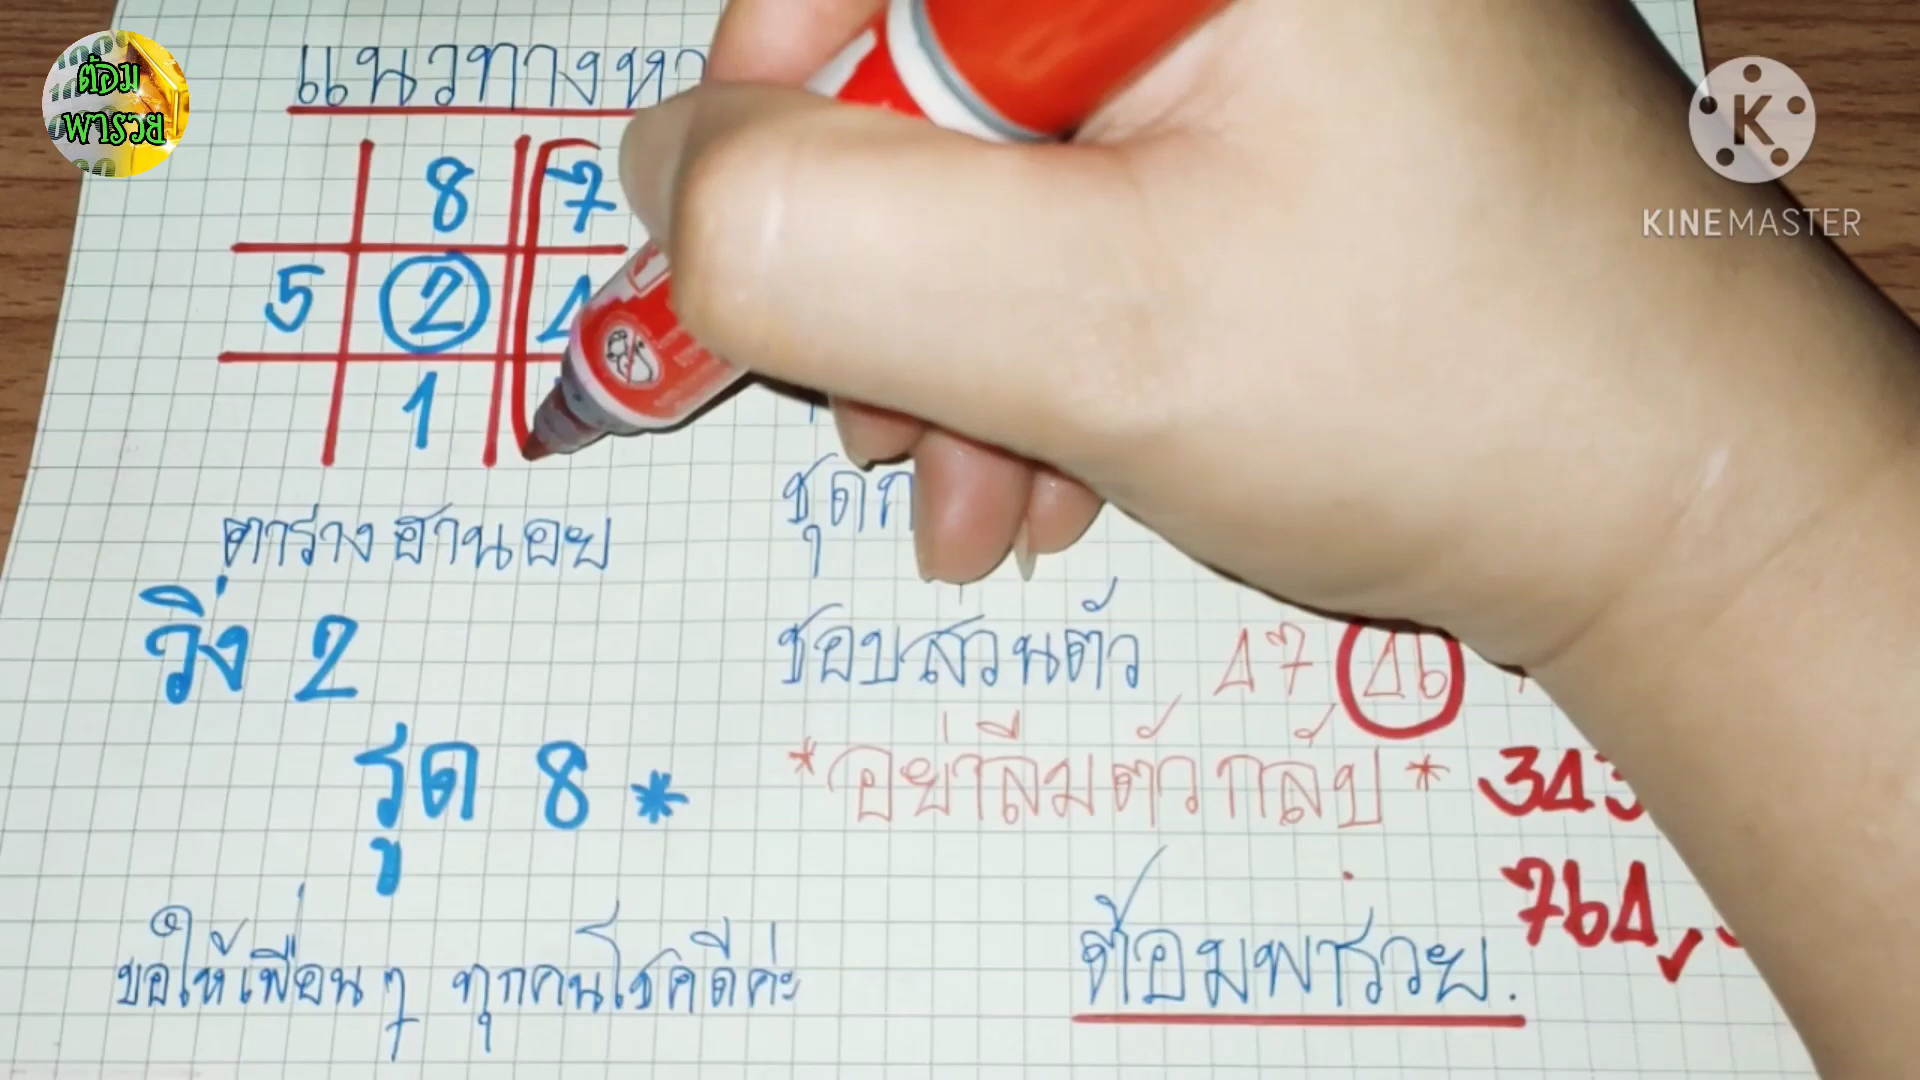 ต้อม
พารวย
แนวทางหา
K
KINEMASTER
8 7
5 2 4
1
ตารางฮานอย
ชุด
วิ่ง 2
ชอบส่วนตัว 47 46
รูด 8 *
*อย่าลืมตัวกลับ* 343
764,
ขอให้เพื่อนๆ ทุกคนโชคดีค่ะ
ต้อมพารวย.